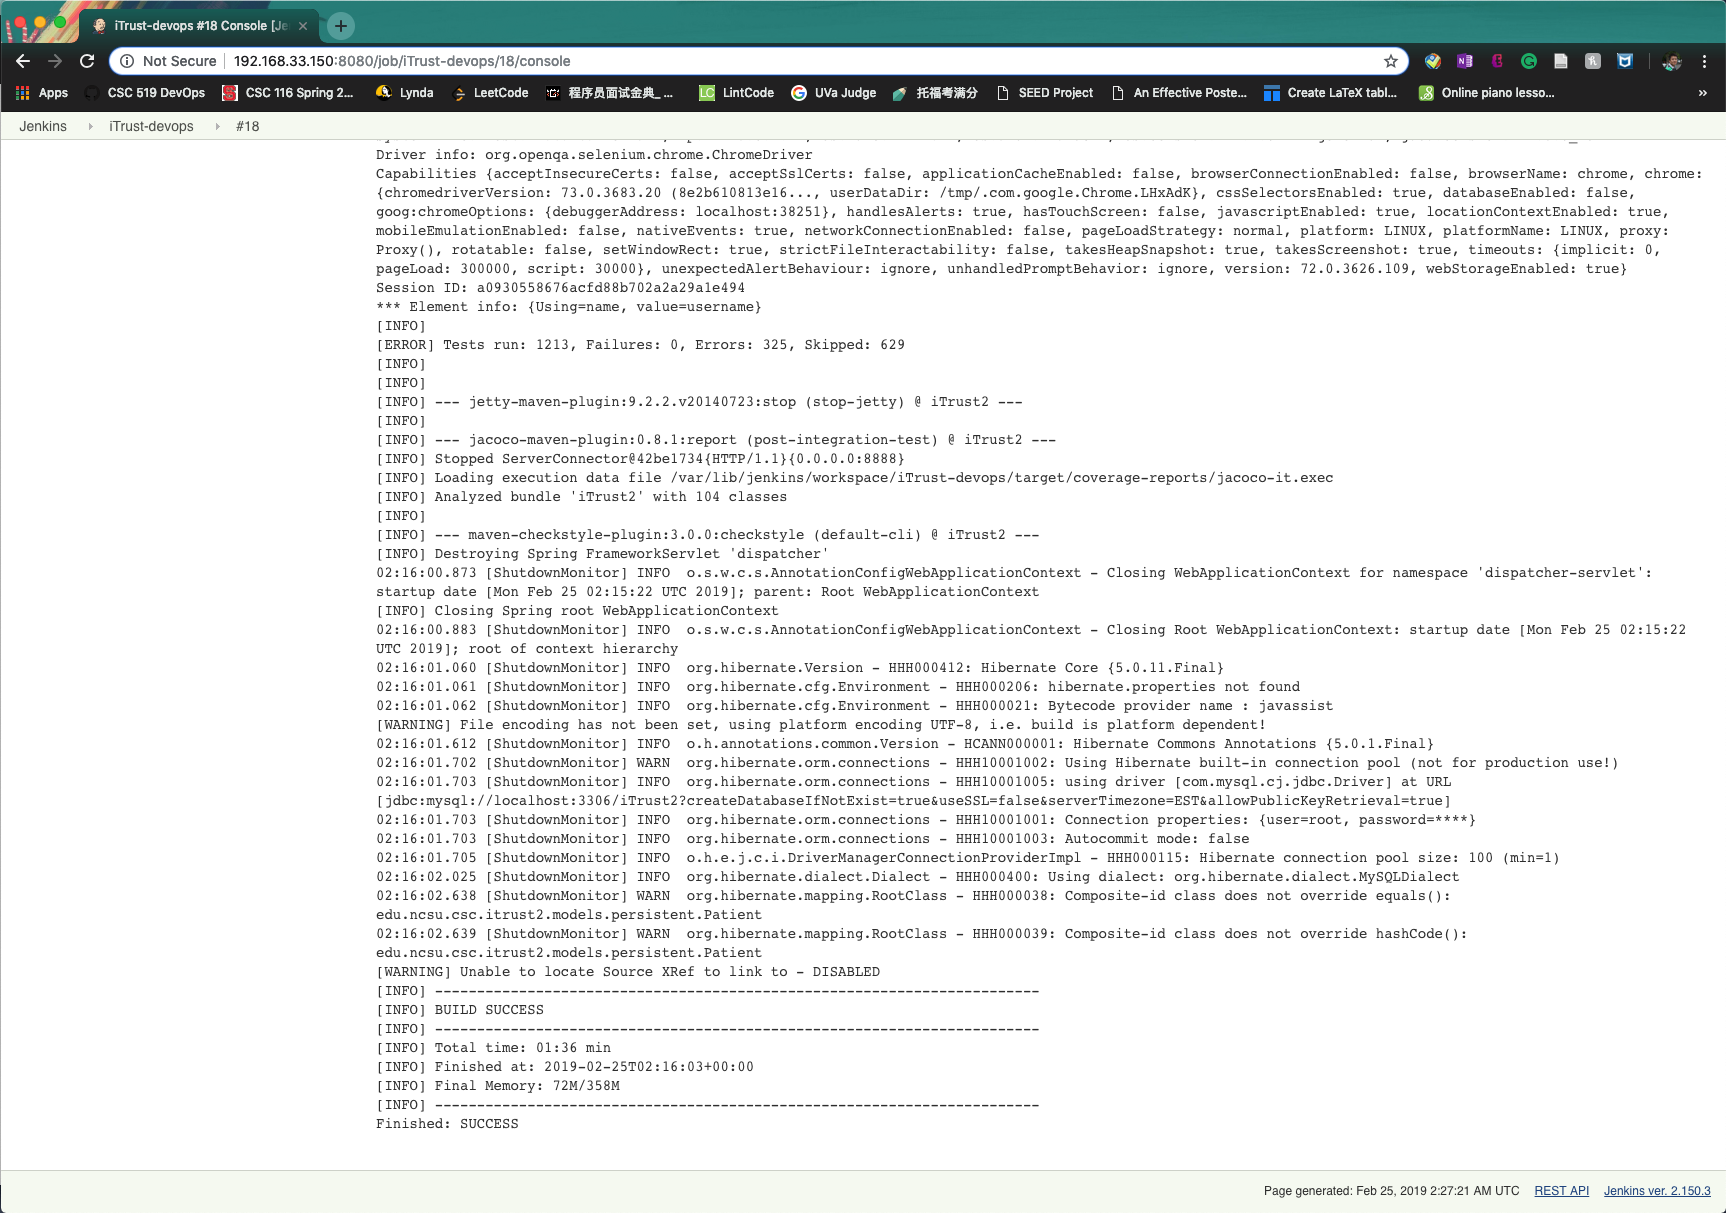 iTrust-devops #18 Console [Je
Not Secure 192.168.33.150:8080/job/iTrust-devops/18/console
Apps CSC 519 DevOps CSC 116 Spring 2... Lynda LeetCode 程序员面试金典_... LintCode UVa Judge 托福考满分 SEED Project An Effective Poste... Create LaTeX tabl... Online piano lesso... »
Jenkins iTrust-devops #18
Driver info: org.openqa.selenium.chrome.ChromeDriver
Capabilities {acceptInsecureCerts: false, acceptSslCerts: false, applicationCacheEnabled: false, browserConnectionEnabled: false, browserName: chrome, chrome:
{chromedriverVersion: 73.0.3683.20 (8e2b610813e16..., userDataDir: /tmp/.com.google.Chrome.LHxAdK}, cssSelectorsEnabled: true, databaseEnabled: false,
goog:chromeOptions: {debuggerAddress: localhost:38251}, handlesAlerts: true, hasTouchScreen: false, javascriptEnabled: true, locationContextEnabled: true,
mobileEmulationEnabled: false, nativeEvents: true, networkConnectionEnabled: false, pageLoadStrategy: normal, platform: LINUX, platformName: LINUX, proxy:
Proxy(), rotatable: false, setWindowRect: true, strictFileInteractability: false, takesHeapSnapshot: true, takesScreenshot: true, timeouts: {implicit: 0,
pageLoad: 300000, script: 30000}, unexpectedAlertBehaviour: ignore, unhandledPromptBehavior: ignore, version: 72.0.3626.109, webStorageEnabled: true}
Session ID: a0930558676acfd88b702a2a29a1e494
*** Element info: {Using=name, value=username}
[INFO]
[ERROR] Tests run: 1213, Failures: 0, Errors: 325, Skipped: 629
[INFO]
[INFO]
[INFO] --- jetty-maven-plugin:9.2.2.v20140723:stop (stop-jetty) @ iTrust2 ---
[INFO]
[INFO] --- jacoco-maven-plugin:0.8.1:report (post-integration-test) @ iTrust2 ---
[INFO] Stopped ServerConnector@42be1734{HTTP/1.1}{0.0.0.0:8888}
[INFO] Loading execution data file /var/lib/jenkins/workspace/iTrust-devops/target/coverage-reports/jacoco-it.exec
[INFO] Analyzed bundle 'iTrust2' with 104 classes
[INFO]
[INFO] --- maven-checkstyle-plugin:3.0.0:checkstyle (default-cli) @ iTrust2 ---
[INFO] Destroying Spring FrameworkServlet 'dispatcher'
02:16:00.873 [ShutdownMonitor] INFO  o.s.w.c.s.AnnotationConfigWebApplicationContext - Closing WebApplicationContext for namespace 'dispatcher-servlet':
startup date [Mon Feb 25 02:15:22 UTC 2019]; parent: Root WebApplicationContext
[INFO] Closing Spring root WebApplicationContext
02:16:00.883 [ShutdownMonitor] INFO  o.s.w.c.s.AnnotationConfigWebApplicationContext - Closing Root WebApplicationContext: startup date [Mon Feb 25 02:15:22
UTC 2019]; root of context hierarchy
02:16:01.060 [ShutdownMonitor] INFO  org.hibernate.Version - HHH000412: Hibernate Core {5.0.11.Final}
02:16:01.061 [ShutdownMonitor] INFO  org.hibernate.cfg.Environment - HHH000206: hibernate.properties not found
02:16:01.062 [ShutdownMonitor] INFO  org.hibernate.cfg.Environment - HHH000021: Bytecode provider name : javassist
[WARNING] File encoding has not been set, using platform encoding UTF-8, i.e. build is platform dependent!
02:16:01.612 [ShutdownMonitor] INFO  o.h.annotations.common.Version - HCANN000001: Hibernate Commons Annotations {5.0.1.Final}
02:16:01.702 [ShutdownMonitor] WARN  org.hibernate.orm.connections - HHH10001002: Using Hibernate built-in connection pool (not for production use!)
02:16:01.703 [ShutdownMonitor] INFO  org.hibernate.orm.connections - HHH10001005: using driver [com.mysql.cj.jdbc.Driver] at URL
[jdbc:mysql://localhost:3306/iTrust2?createDatabaseIfNotExist=true&useSSL=false&serverTimezone=EST&allowPublicKeyRetrieval=true]
02:16:01.703 [ShutdownMonitor] INFO  org.hibernate.orm.connections - HHH10001001: Connection properties: {user=root, password=****}
02:16:01.703 [ShutdownMonitor] INFO  org.hibernate.orm.connections - HHH10001003: Autocommit mode: false
02:16:01.705 [ShutdownMonitor] INFO  o.h.e.j.c.i.DriverManagerConnectionProviderImpl - HHH000115: Hibernate connection pool size: 100 (min=1)
02:16:02.025 [ShutdownMonitor] INFO  org.hibernate.dialect.Dialect - HHH000400: Using dialect: org.hibernate.dialect.MySQLDialect
02:16:02.638 [ShutdownMonitor] WARN  org.hibernate.mapping.RootClass - HHH000038: Composite-id class does not override equals():
edu.ncsu.csc.itrust2.models.persistent.Patient
02:16:02.639 [ShutdownMonitor] WARN  org.hibernate.mapping.RootClass - HHH000039: Composite-id class does not override hashCode():
edu.ncsu.csc.itrust2.models.persistent.Patient
[WARNING] Unable to locate Source XRef to link to - DISABLED
[INFO] ------------------------------------------------------------------------
[INFO] BUILD SUCCESS
[INFO] ------------------------------------------------------------------------
[INFO] Total time: 01:36 min
[INFO] Finished at: 2019-02-25T02:16:03+00:00
[INFO] Final Memory: 72M/358M
[INFO] ------------------------------------------------------------------------
Finished: SUCCESS
Page generated: Feb 25, 2019 2:27:21 AM UTC REST API Jenkins ver. 2.150.3